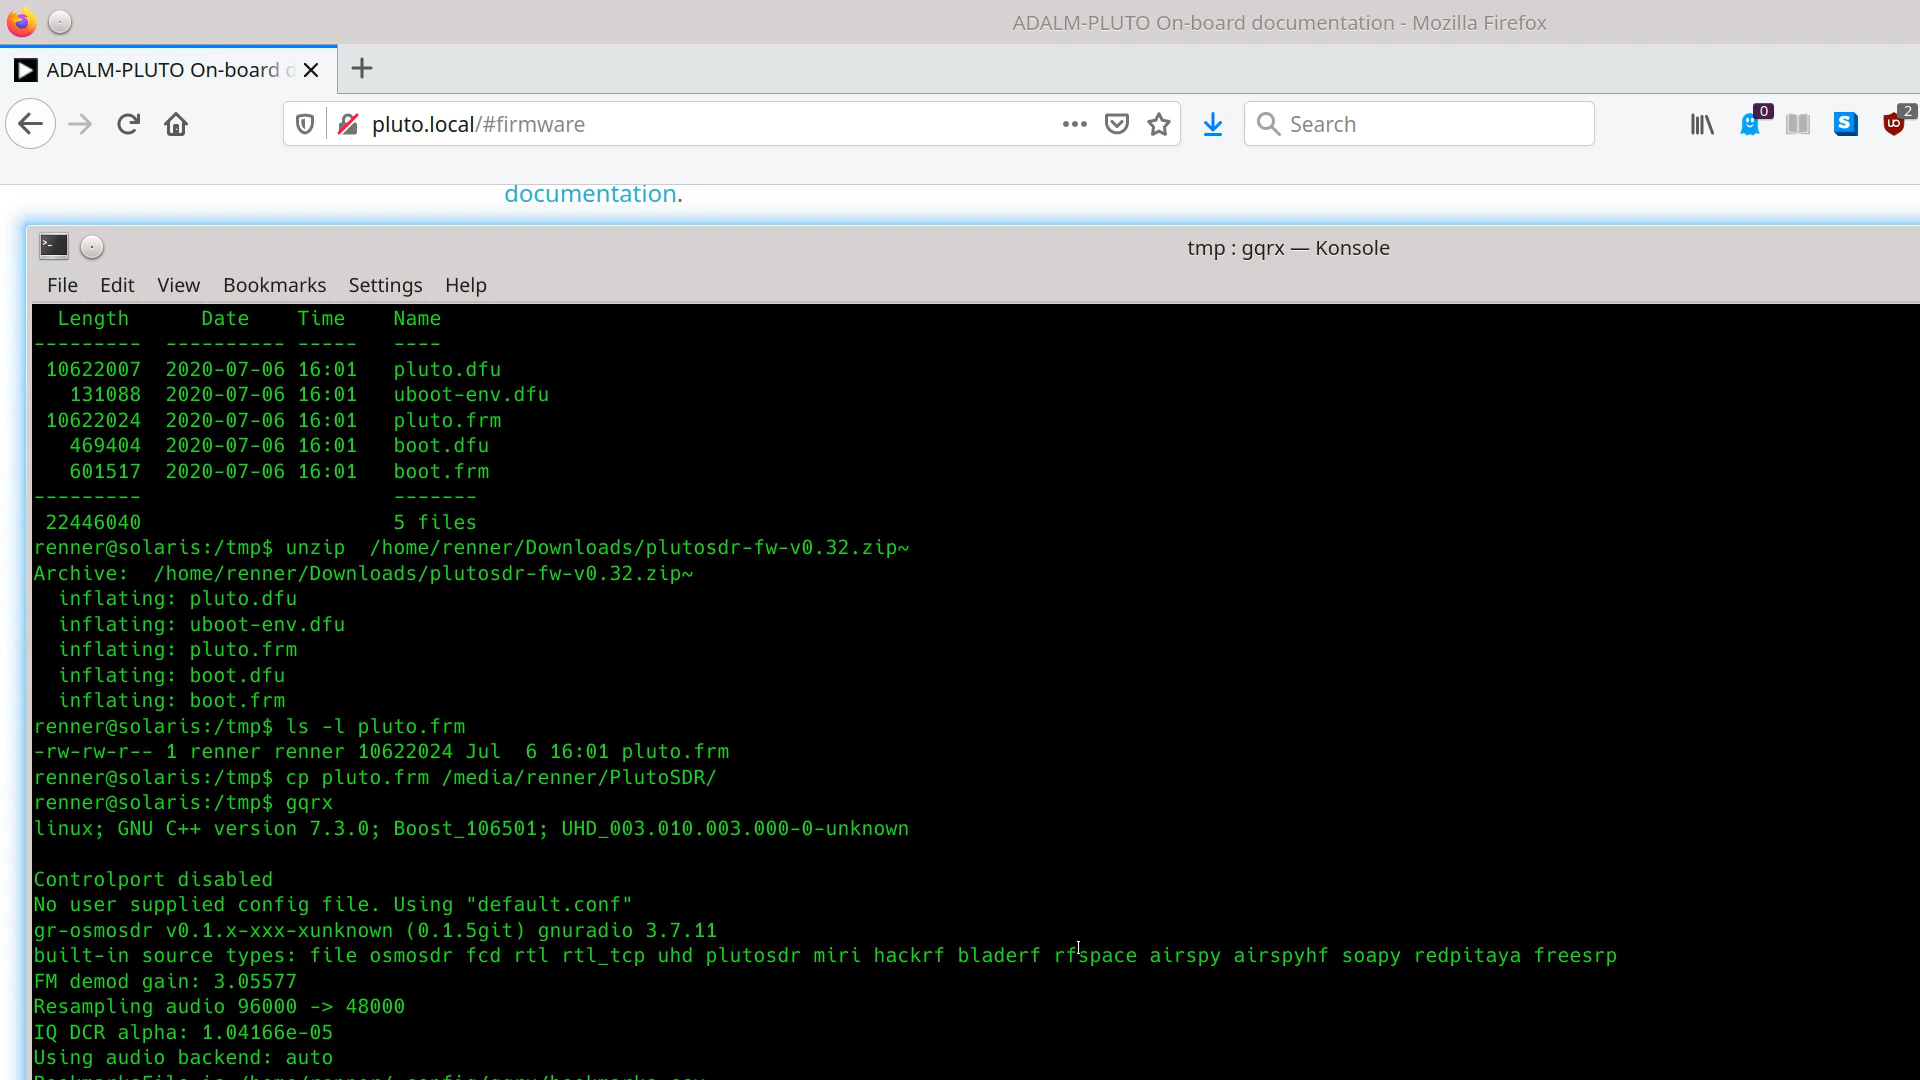 ADALM-PLUTO On-board documentation - Mozilla Firefox
ADALM-PLUTO On-board d
pluto.local/#firmware
Search
0
2
documentation.
tmp : gqrx — Konsole
File Edit View Bookmarks Settings Help
Length Date Time Name
--------- ---------- ----- ----
10622007 2020-07-06 16:01 pluto.dfu
131088 2020-07-06 16:01 uboot-env.dfu
10622024 2020-07-06 16:01 pluto.frm
469404 2020-07-06 16:01 boot.dfu
601517 2020-07-06 16:01 boot.frm
--------- -------
22446040 5 files
renner@solaris:/tmp$ unzip /home/renner/Downloads/plutosdr-fw-v0.32.zip~
Archive: /home/renner/Downloads/plutosdr-fw-v0.32.zip~
inflating: pluto.dfu
inflating: uboot-env.dfu
inflating: pluto.frm
inflating: boot.dfu
inflating: boot.frm
renner@solaris:/tmp$ ls -l pluto.frm
-rw-rw-r-- 1 renner renner 10622024 Jul 6 16:01 pluto.frm
renner@solaris:/tmp$ cp pluto.frm /media/renner/PlutoSDR/
renner@solaris:/tmp$ gqrx
linux; GNU C++ version 7.3.0; Boost_106501; UHD_003.010.003.000-0-unknown
Controlport disabled
No user supplied config file. Using "default.conf"
gr-osmosdr v0.1.x-xxx-xunknown (0.1.5git) gnuradio 3.7.11
built-in source types: file osmosdr fcd rtl rtl_tcp uhd plutosdr miri hackrf bladerf rfspace airspy airspyhf soapy redpitaya freesrp
FM demod gain: 3.05577
Resampling audio 96000 -> 48000
IQ DCR alpha: 1.04166e-05
Using audio backend: auto